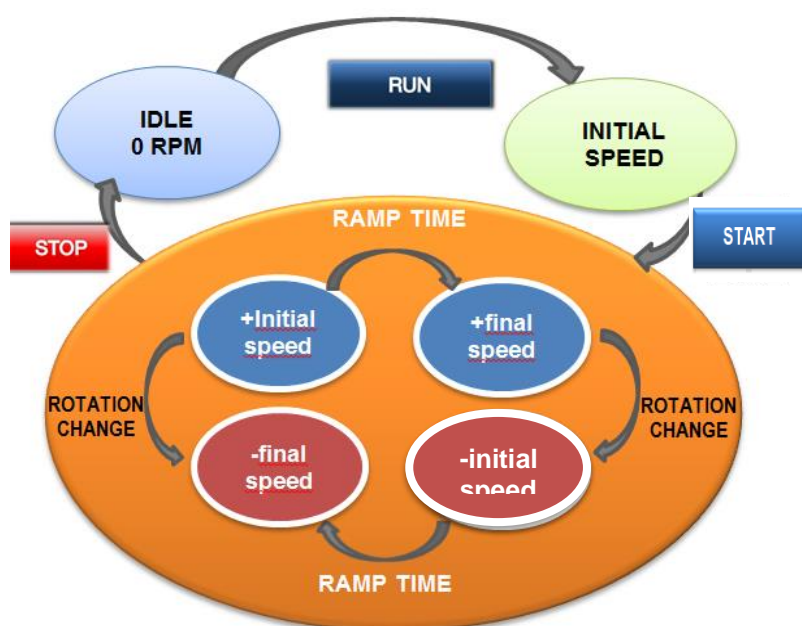 RUN
IDLE
0 RPM
INITIAL
SPEED
RAMP TIME
STOP
START
+Initial
speed
+final
speed
ROTATION
CHANGE
ROTATION
CHANGE
-final
speed
-initial
speed
RAMP TIME